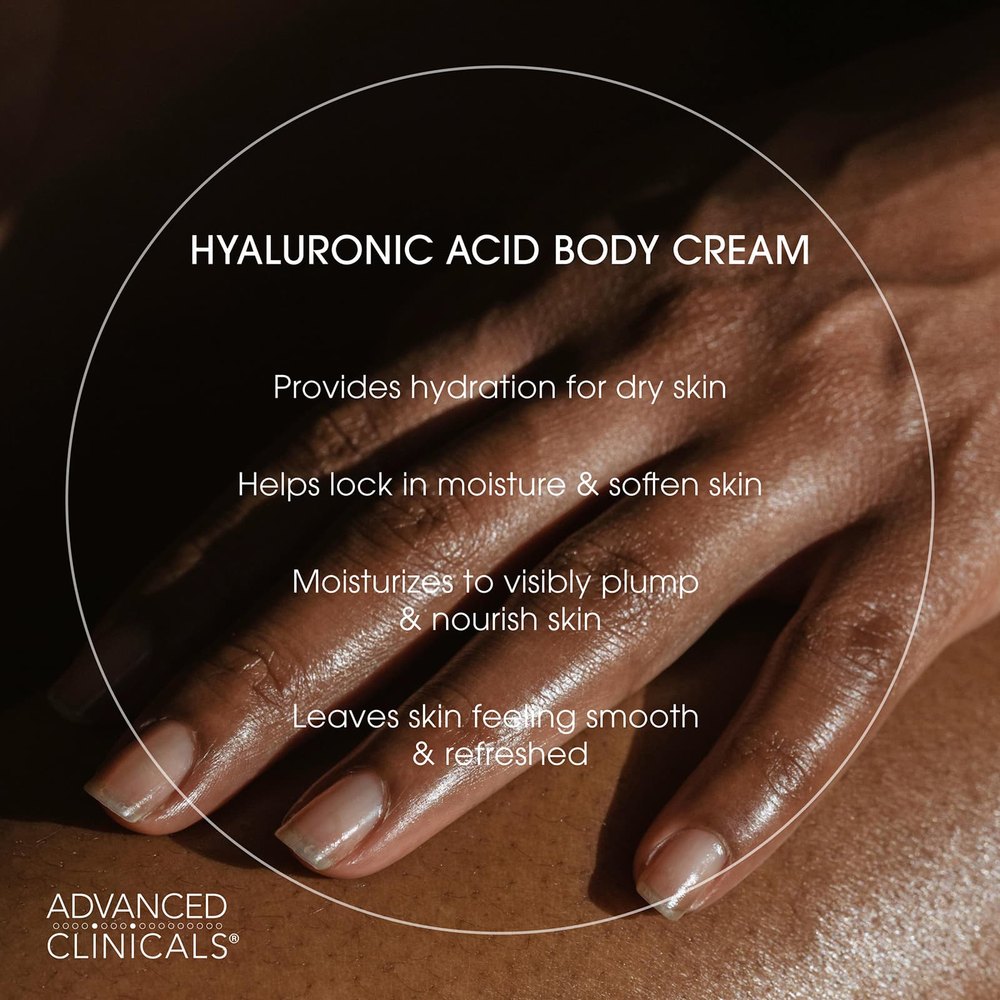 HYALURONIC ACID BODY CREAM
Provides hydration for dry skin
Helps lock in moisture & soften skin
Moisturizes to visibly plump
& nourish skin
Leaves skin feeling smooth
& refreshed
ADVANCED
CLINICALS®